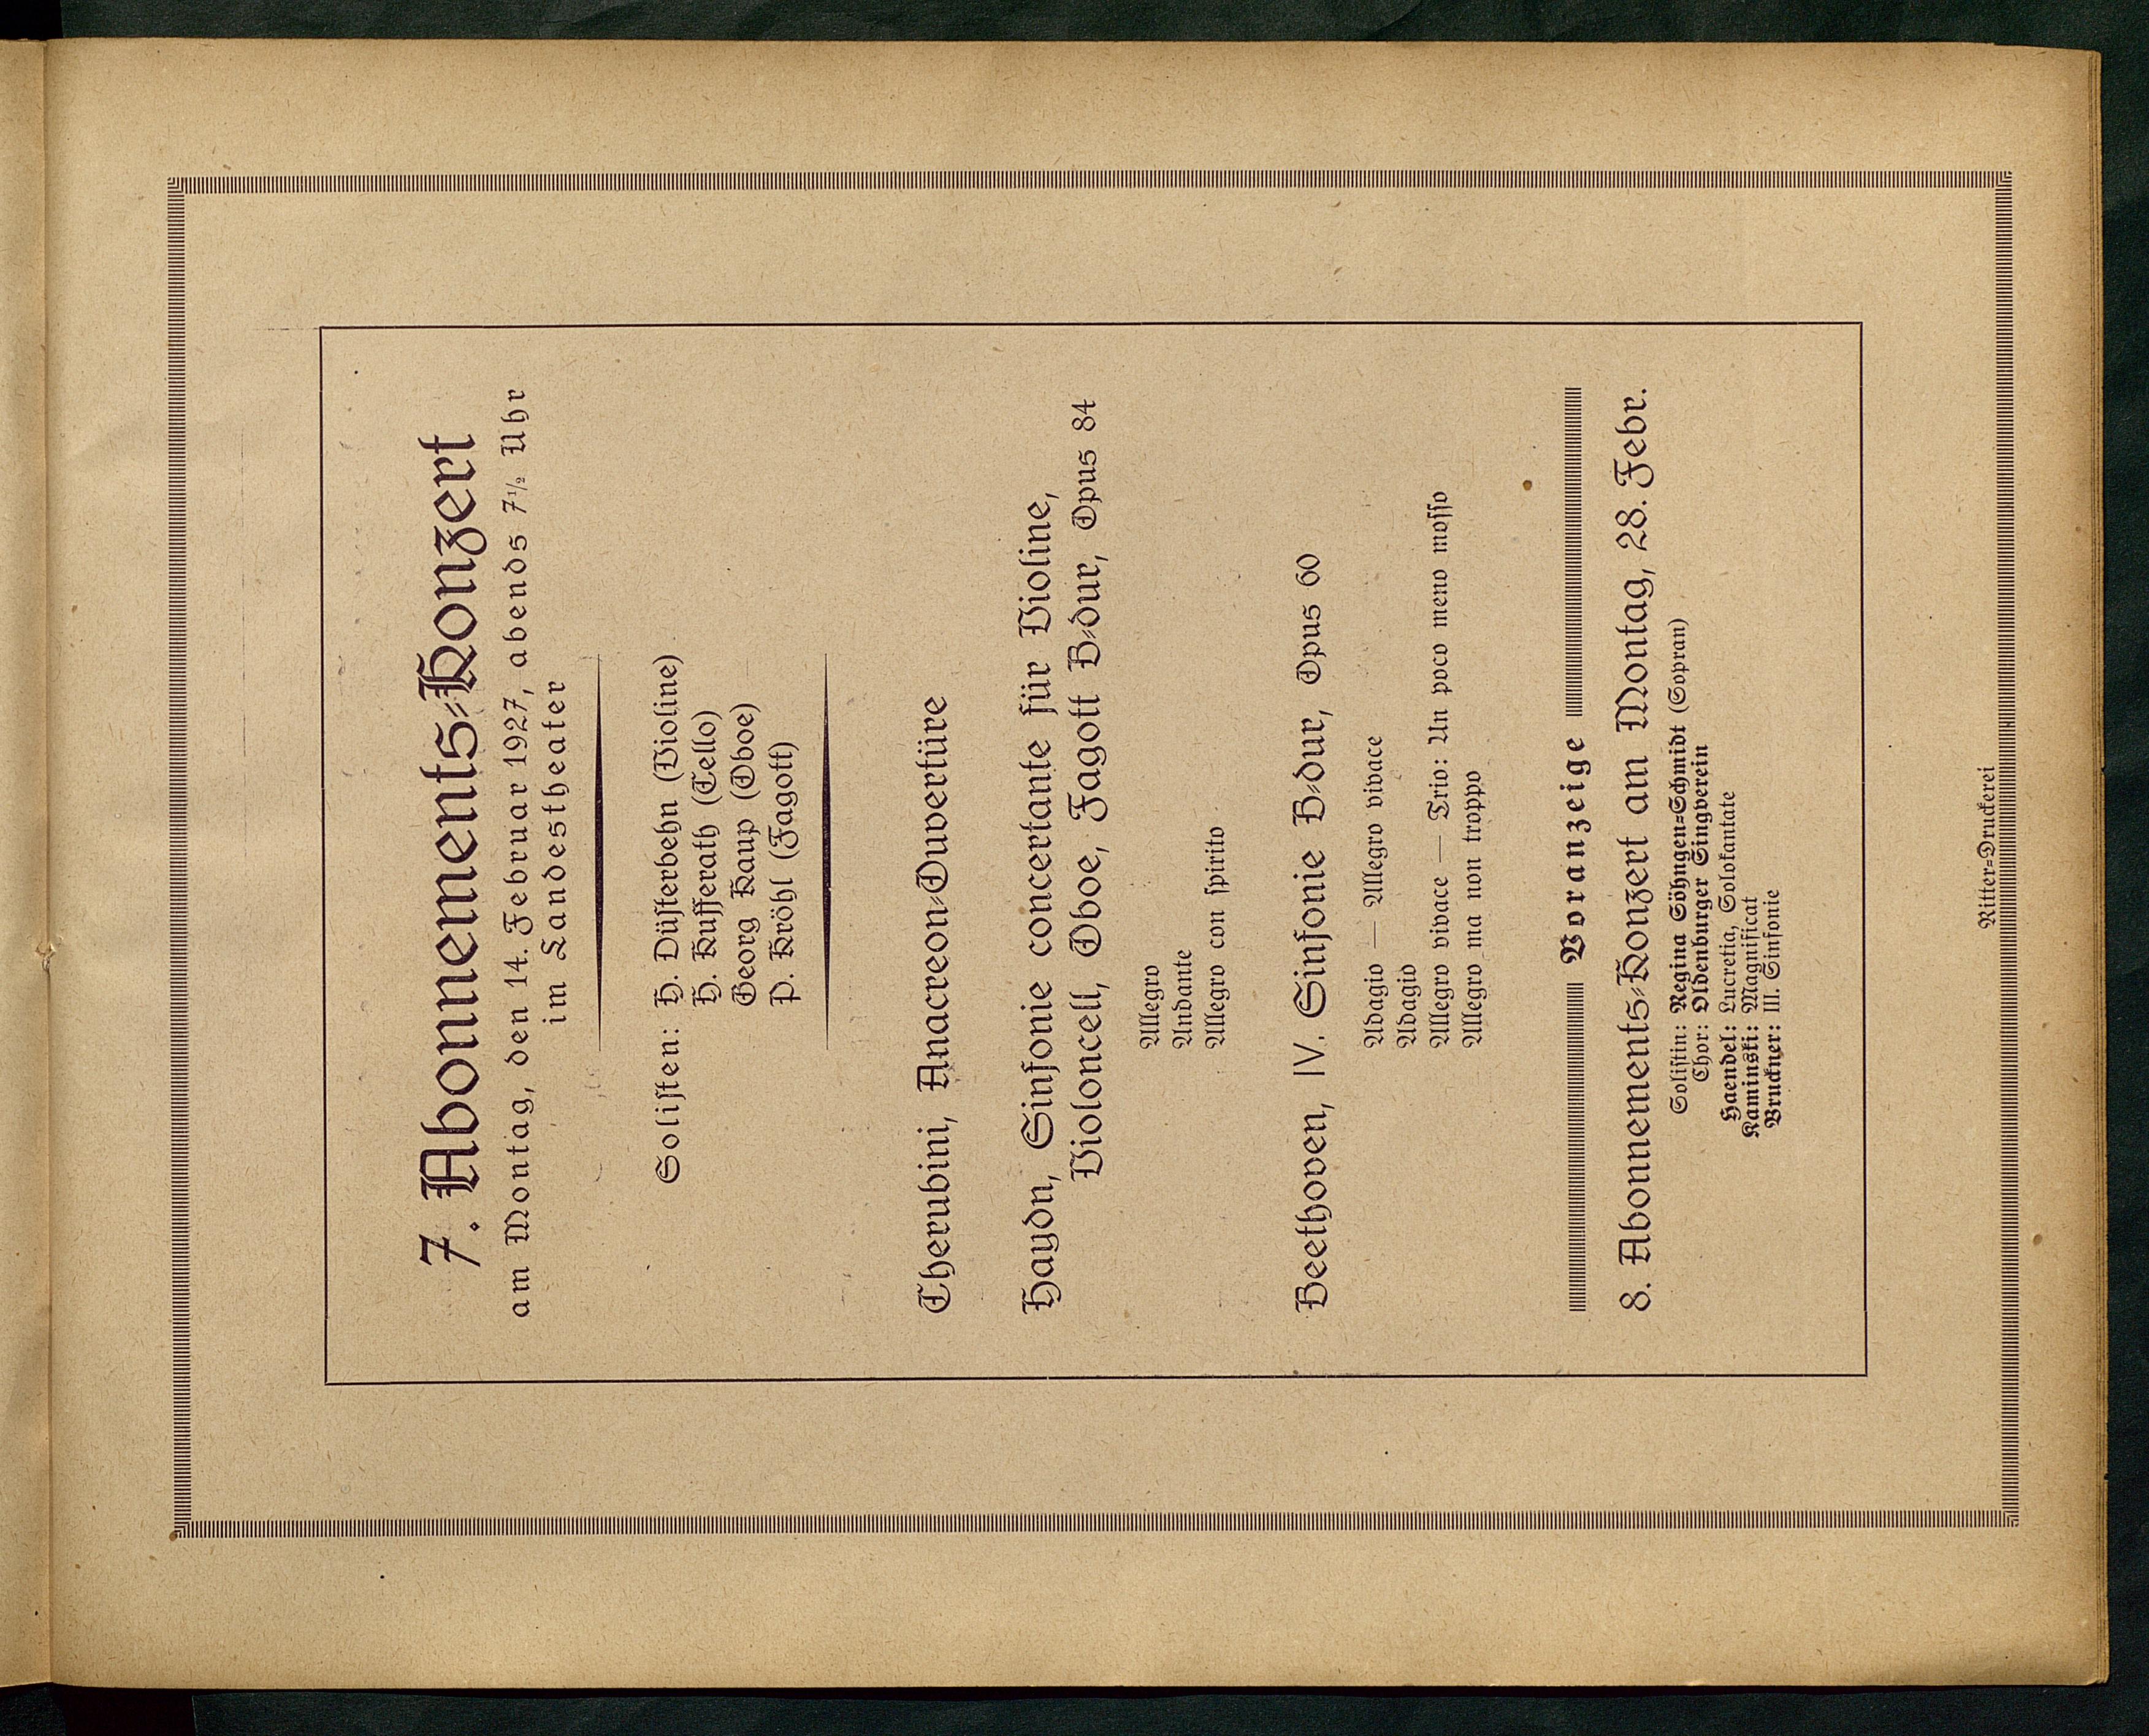 7. Abonnements-Konzert
am Montag, den 14. Februar 1927, abends 7½ Uhr
im Landestheater
Solisten: H. Düsterbehn (Violine)
H. Kufferath (Cello)
Georg Kaup (Oboe)
P. Kröhl (Fagott)
Cherubini, Anacreon-Ouvertüre
Haydn, Sinfonie concertante für Violine,
Violoncell, Oboe, Fagott B-dur, Opus 84
Allegro
Andante
Allegro con spirito
Beethoven, IV. Sinfonie B-dur, Opus 60
Adagio — Allegro vivace
Adagio
Allegro vivace — Trio: Un poco meno mosso
Allegro ma non troppo
Voranzeige
8. Abonnements-Konzert am Montag, 28. Febr.
Solistin: Regina Söhngen-Schmidt (Sopran)
Chor: Oldenburger Singverein
Haendel: Lucretia, Solokantate
Kaminski: Magnificat
Bruckner: III. Sinfonie
Ritter-Druckerei